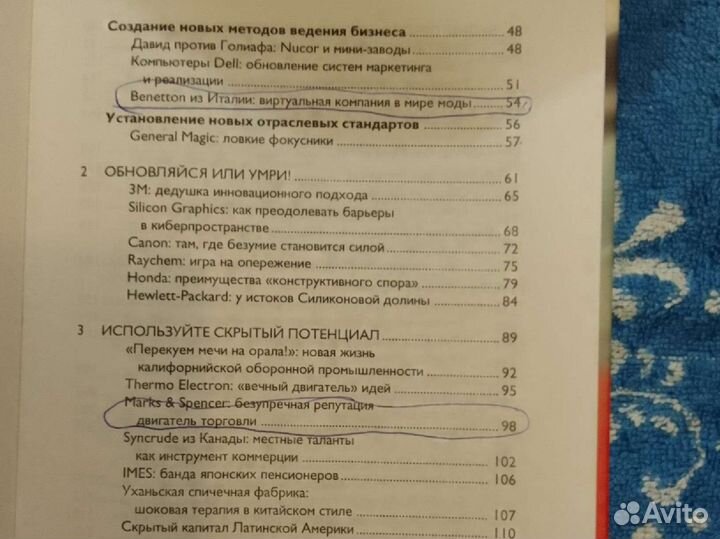 Создание новых методов ведения бизнеса 48
Давид против Голиафа: Nucor и мини-заводы 48
Компьютеры Dell: обновление систем маркетинга
и реализации 51
Benetton из Италии: виртуальная компания в мире моды 54
Установление новых отраслевых стандартов 56
General Magic: ловкие фокусники 57
2 ОБНОВЛЯЙСЯ ИЛИ УМРИ! 61
3M: дедушка инновационного подхода 65
Silicon Graphics: как преодолевать барьеры
в киберпространстве 68
Canon: там, где безумие становится силой 72
Raychem: игра на опережение 75
Honda: преимущества «конструктивного спора» 79
Hewlett-Packard: у истоков Силиконовой долины 84
3 ИСПОЛЬЗУЙТЕ СКРЫТЫЙ ПОТЕНЦИАЛ 89
«Перекуем мечи на орала!»: новая жизнь
калифорнийской оборонной промышленности 92
Thermo Electron: «вечный двигатель» идей 95
Marks & Spencer: безупречная репутация
двигатель торговли 98
Syncrude из Канады: местные таланты
как инструмент коммерции 102
IMES: банда японских пенсионеров 106
Уханьская спичечная фабрика:
шоковая терапия в китайском стиле 107
Скрытый капитал Латинской Америки 110
Avito